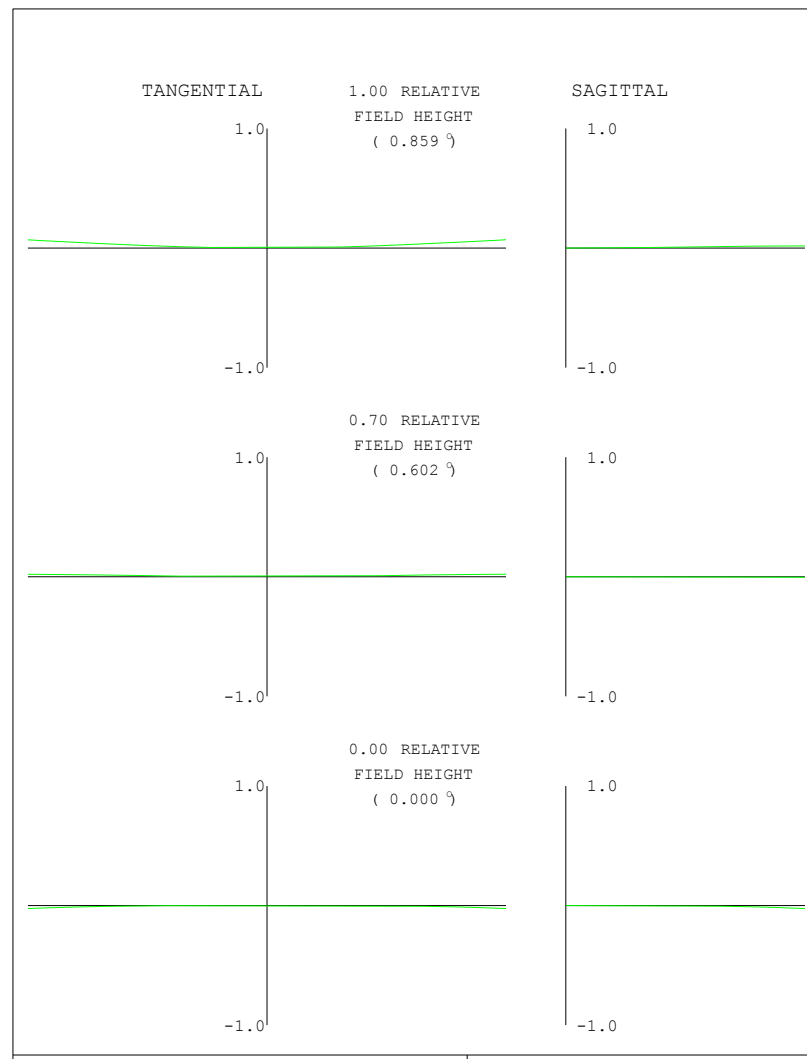 TANGENTIAL 1.00 RELATIVE SAGITTAL
FIELD HEIGHT
1.0 ( 0.859 º) 1.0
-1.0 -1.0
0.70 RELATIVE
FIELD HEIGHT
1.0 ( 0.602 º) 1.0
-1.0 -1.0
0.00 RELATIVE
FIELD HEIGHT
1.0 ( 0.000 º) 1.0
-1.0 -1.0